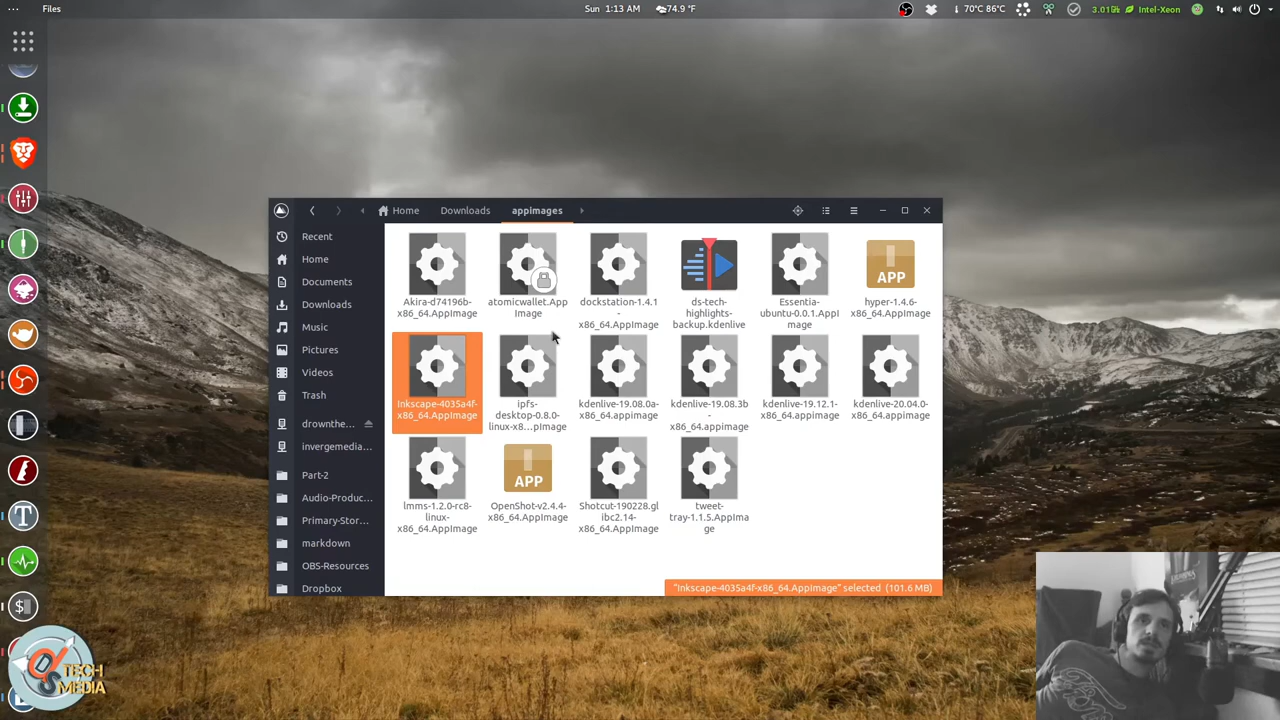 Files
Sun 1:13 AM
74.9 °F
70°C 86°C
Intel-Xeon
Home
Downloads
appimages
Recent
Home
Documents
Downloads
Music
Pictures
Videos
Trash
drownthe...
invergemedia...
Part-2
Audio-Produc...
Primary-Stor...
markdown
OBS-Resources
Dropbox
Akira-d74196b-
x86_64.AppImage
atomicwallet.App
Image
dockstation-1.4.1
-
x86_64.AppImage
ds-tech-
highlights-
backup.kdenlive
Essentia-
ubuntu-0.0.1.AppI
mage
APP
hyper-1.4.6-
x86_64.AppImage
Inkscape-4035a4f-
x86_64.AppImage
ipfs-
desktop-0.8.0-
linux-x8...pImage
kdenlive-19.08.0a-
x86_64.appimage
kdenlive-19.08.3b
-
x86_64.appimage
kdenlive-19.12.1-
x86_64.appimage
kdenlive-20.04.0-
x86_64.appimage
lmms-1.2.0-rc8-
linux-
x86_64.AppImage
APP
OpenShot-v2.4.4-
x86_64.AppImage
Shotcut-190228.gl
ibc2.14-
x86_64.AppImage
tweet-
tray-1.1.5.AppIma
ge
"Inkscape-4035a4f-x86_64.AppImage" selected (101.6 MB)
TECH
MEDIA